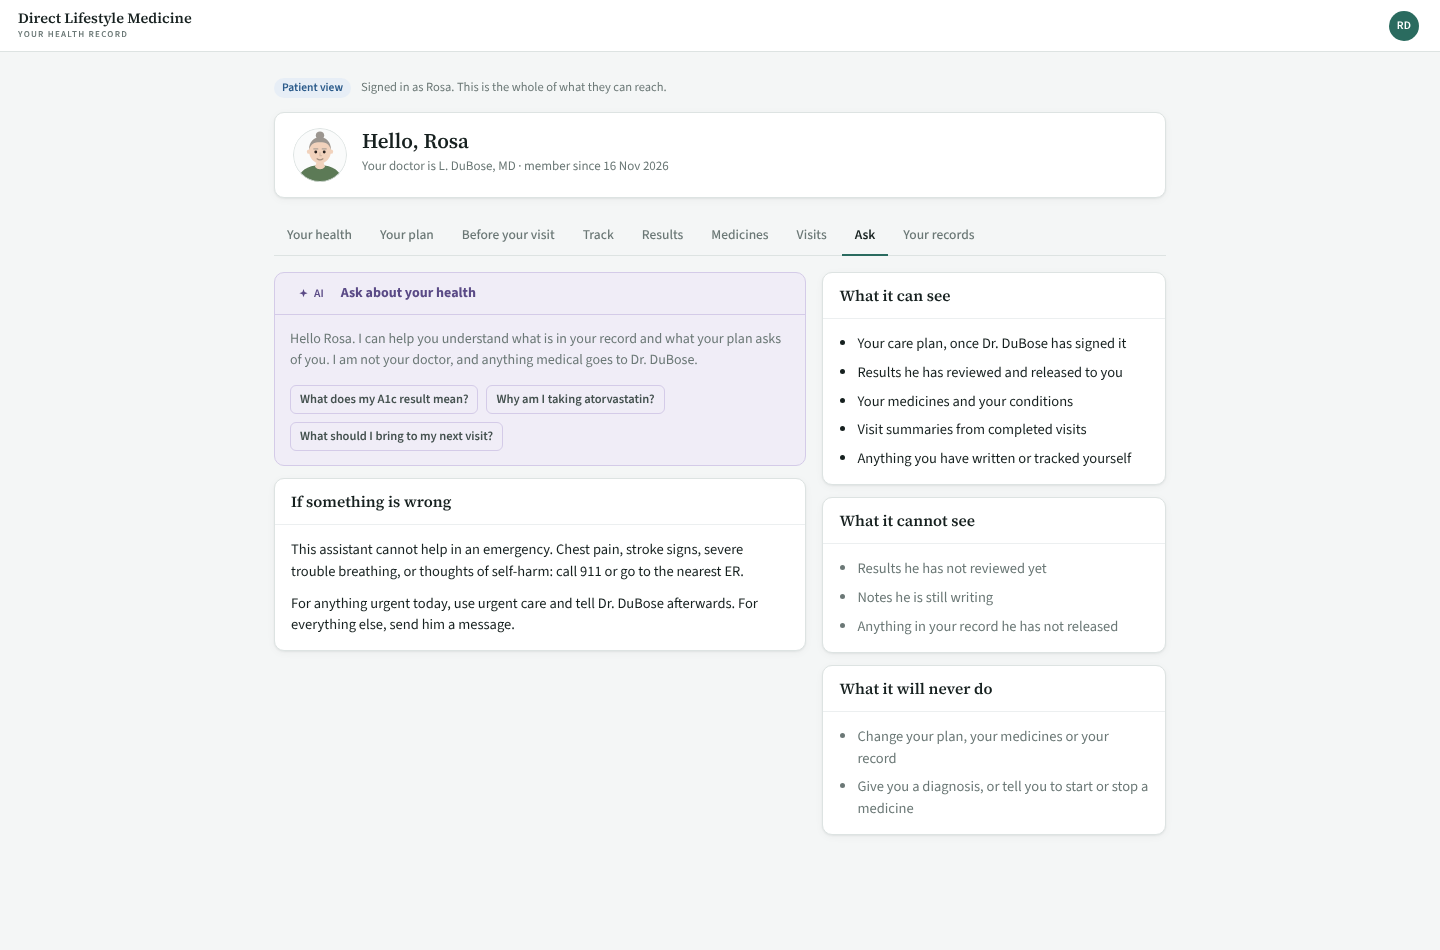 Direct Lifestyle Medicine
YOUR HEALTH RECORD
RD
Patient view
Signed in as Rosa. This is the whole of what they can reach.
Hello, Rosa
Your doctor is L. DuBose, MD · member since 16 Nov 2026
Your health
Your plan
Before your visit
Track
Results
Medicines
Visits
Ask
Your records
AI
Ask about your health
Hello Rosa. I can help you understand what is in your record and what your plan asks
of you. I am not your doctor, and anything medical goes to Dr. DuBose.
What does my A1c result mean?
Why am I taking atorvastatin?
What should I bring to my next visit?
If something is wrong
This assistant cannot help in an emergency. Chest pain, stroke signs, severe
trouble breathing, or thoughts of self-harm: call 911 or go to the nearest ER.
For anything urgent today, use urgent care and tell Dr. DuBose afterwards. For
everything else, send him a message.
What it can see
Your care plan, once Dr. DuBose has signed it
Results he has reviewed and released to you
Your medicines and your conditions
Visit summaries from completed visits
Anything you have written or tracked yourself
What it cannot see
Results he has not reviewed yet
Notes he is still writing
Anything in your record he has not released
What it will never do
Change your plan, your medicines or your
record
Give you a diagnosis, or tell you to start or stop a
medicine